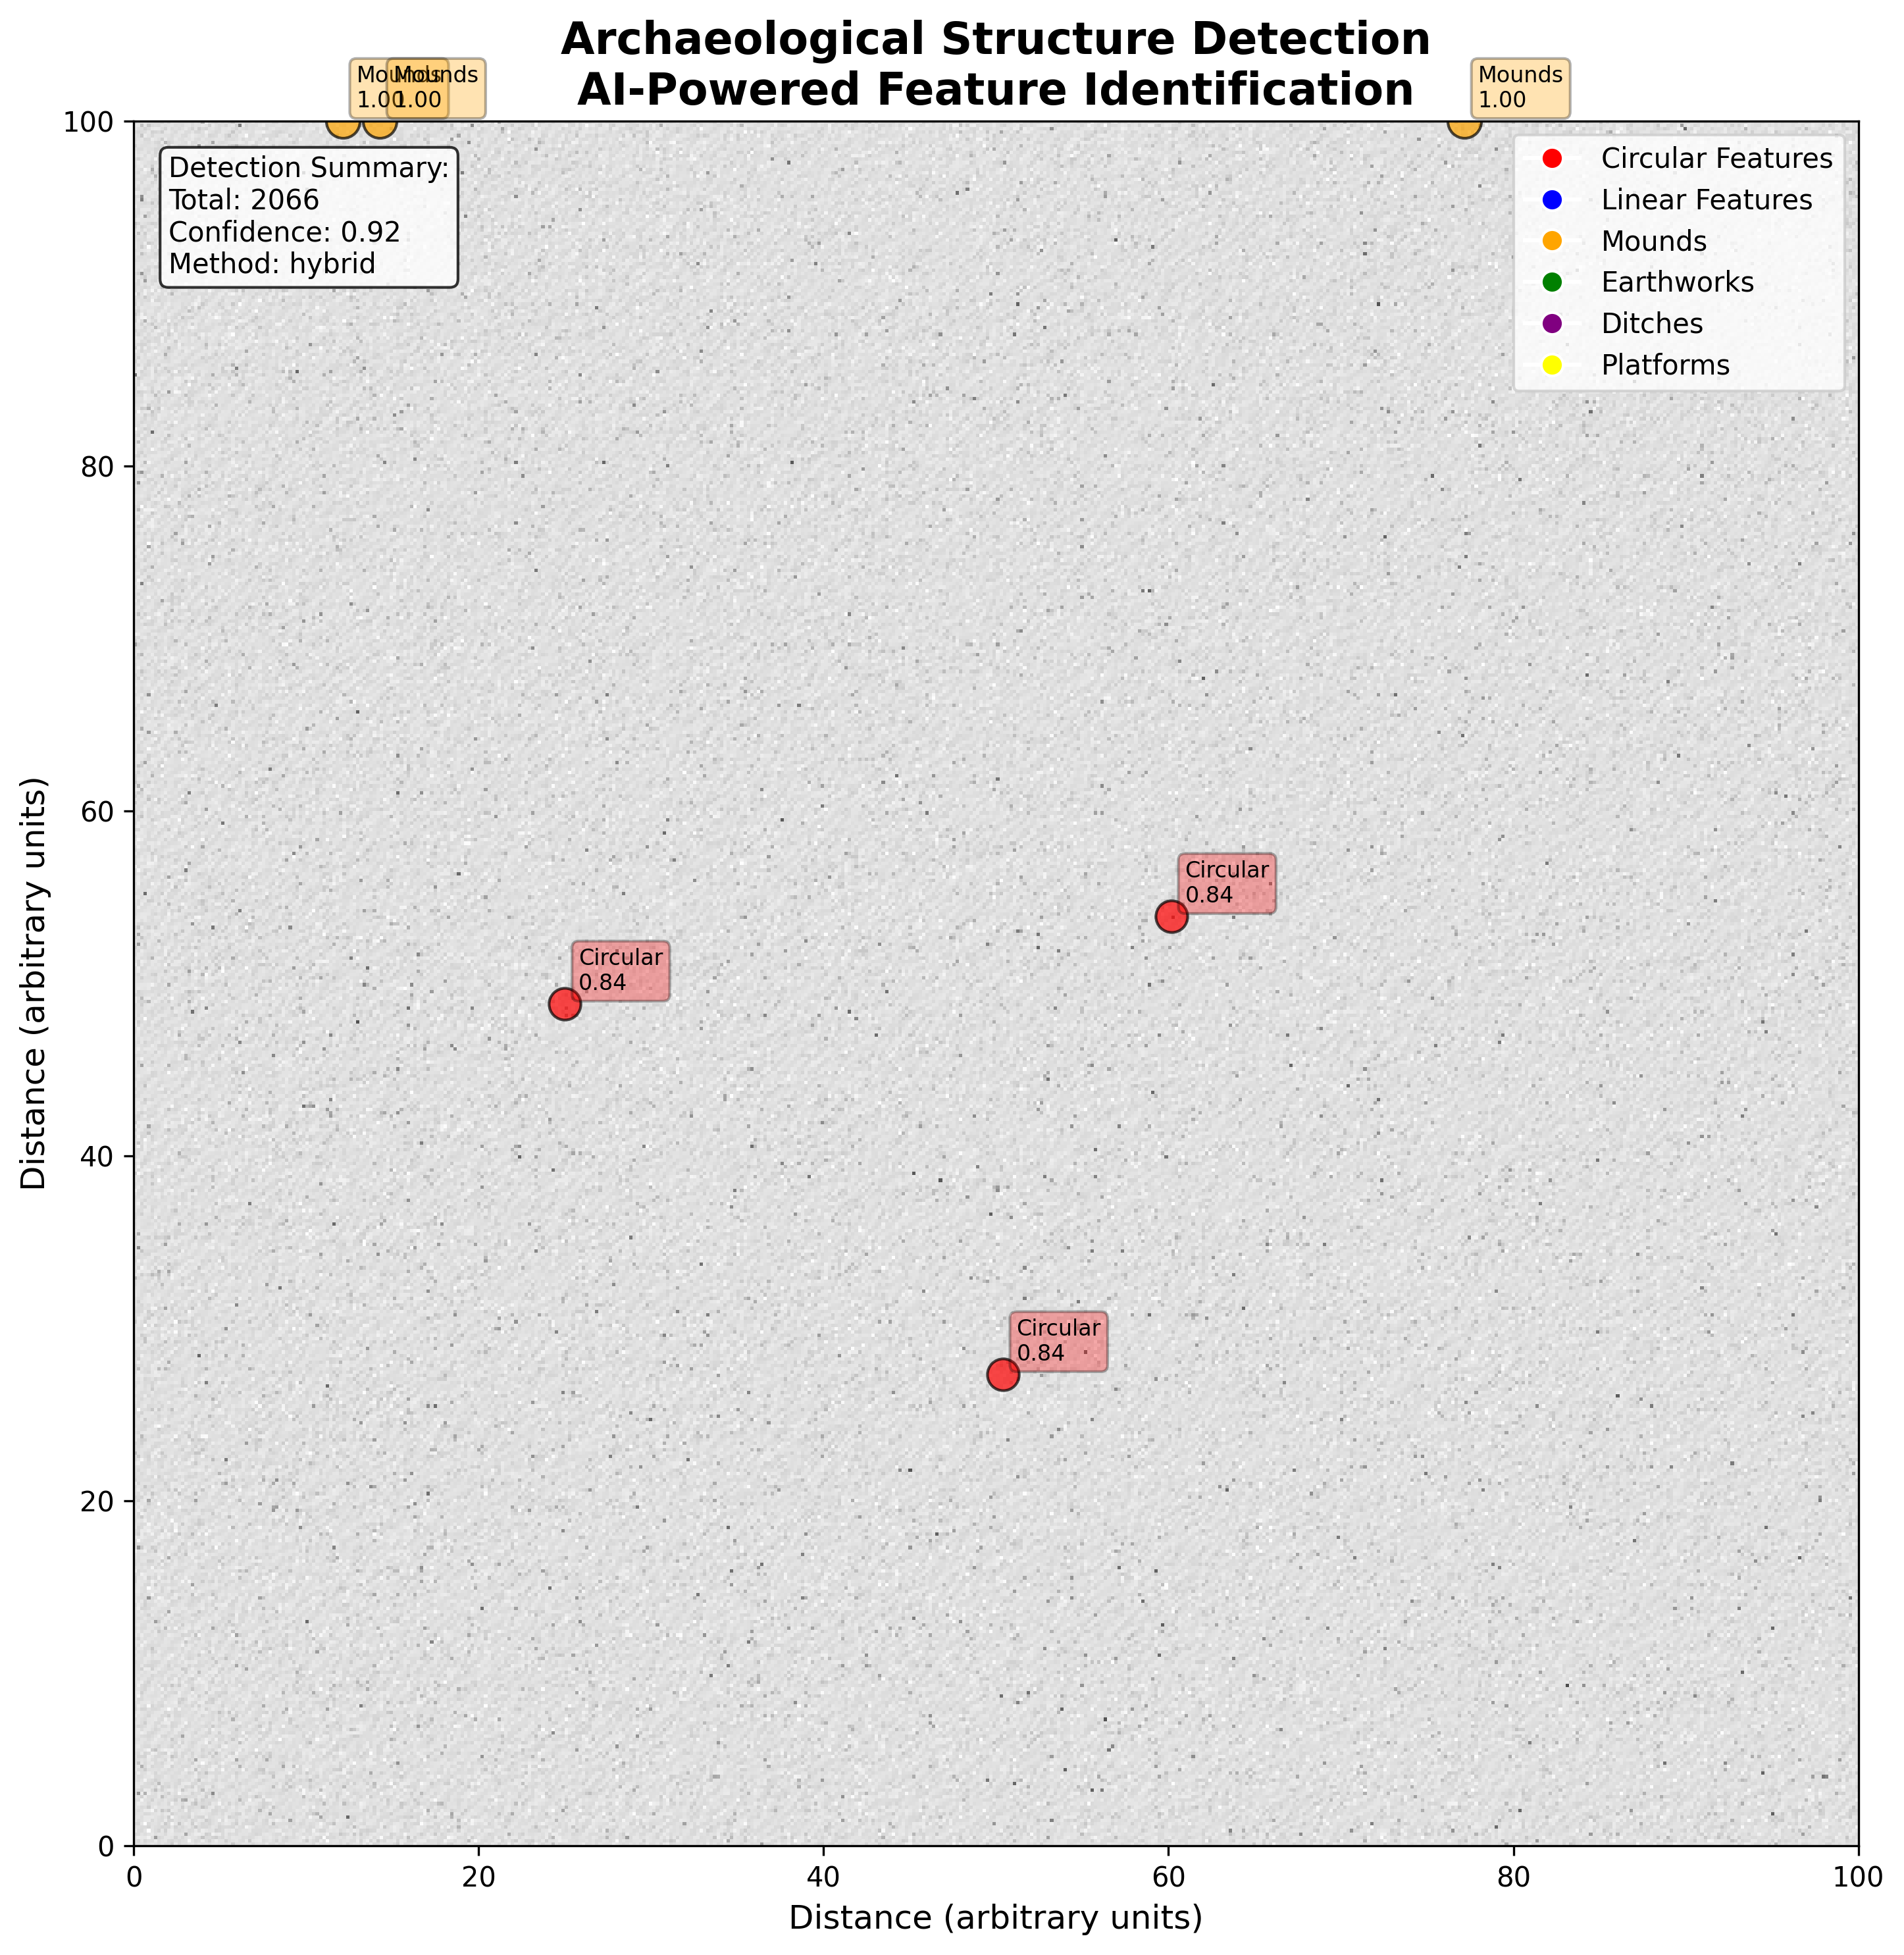 Archaeological Structure Detection
AI-Powered Feature Identification
Mounds
1.00
Mounds
1.00
Mounds
1.00
Detection Summary:
Total: 2066
Confidence: 0.92
Method: hybrid
Circular Features
Linear Features
Mounds
Earthworks
Ditches
Platforms
Circular
0.84
Circular
0.84
Circular
0.84
100
80
60
40
20
0
Distance (arbitrary units)
0 20 40 60 80 100
Distance (arbitrary units)